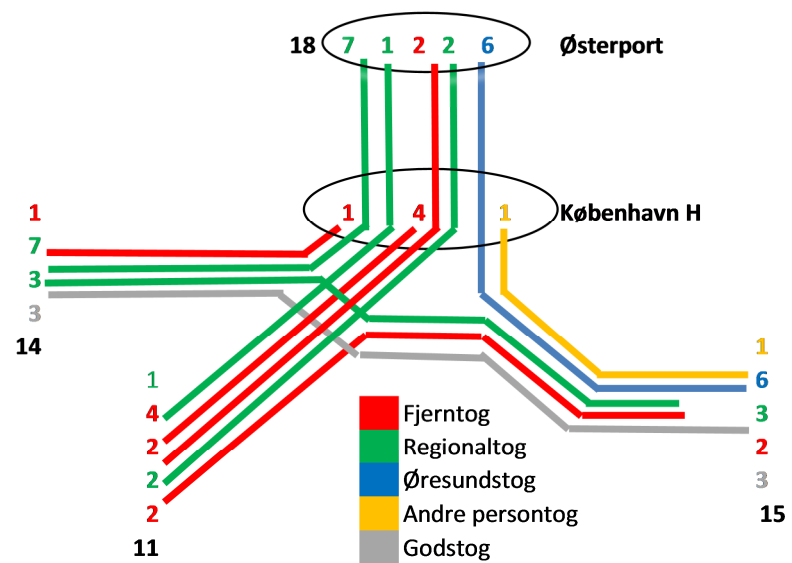 18 7 1 2 2 6 Østerport
1 1 4 1 København H
7
3
3
14
1
4
2
2
2
11
1
6
3
2
3
15
Fjerntog
Regionaltog
Øresundstog
Andre persontog
Godstog